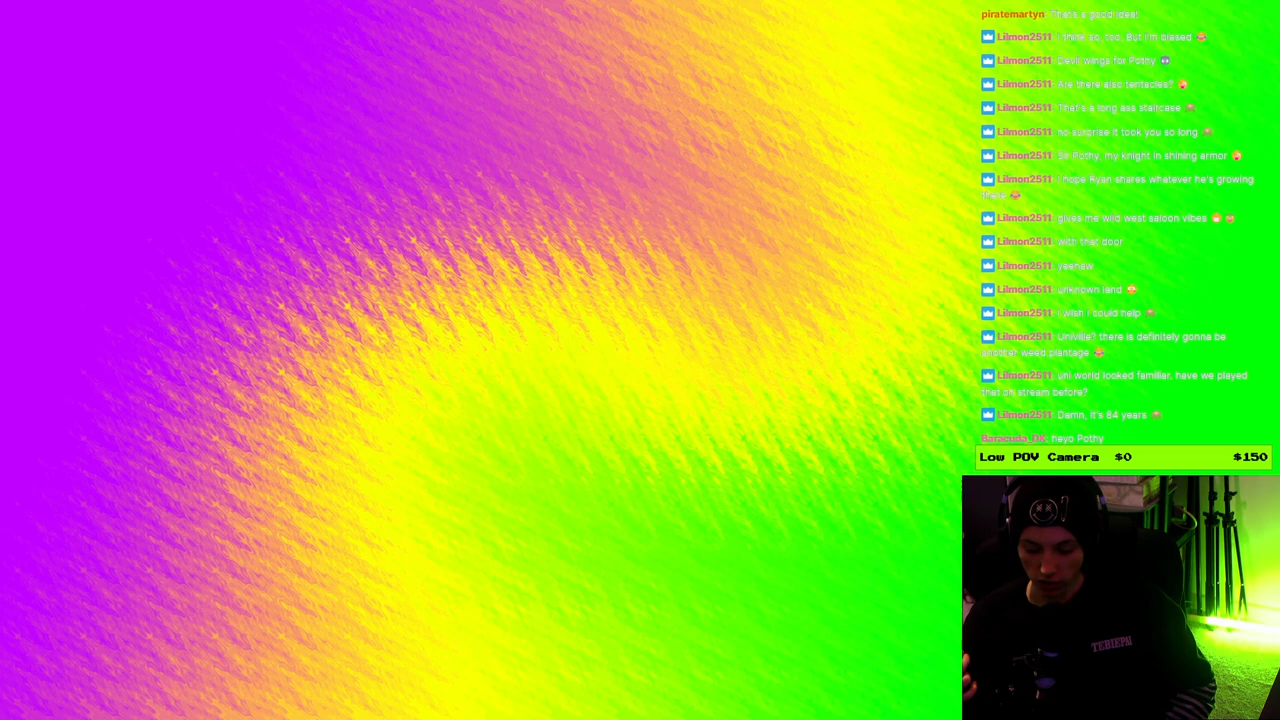 piratemartyn: That's a good idea!
Lilmon2511: I think so, too. But I'm biased
Lilmon2511: Devil wings for Pothy
Lilmon2511: Are there also tentacles?
Lilmon2511: That's a long ass staircase
Lilmon2511: no surprise it took you so long
Lilmon2511: Sir Pothy, my knight in shining armor
Lilmon2511: I hope Ryan shares whatever he's growing
there
Lilmon2511: gives me wild west saloon vibes
Lilmon2511: with that door
Lilmon2511: yeehaw
Lilmon2511: unknown land
Lilmon2511: I wish I could help
Lilmon2511: Univille? there is definitely gonna be
another weed plantage
Lilmon2511: uni world looked familiar, have we played
that on stream before?
Lilmon2511: Damn, it's 84 years
heyo Pothy
Low POV Camera $0 $150